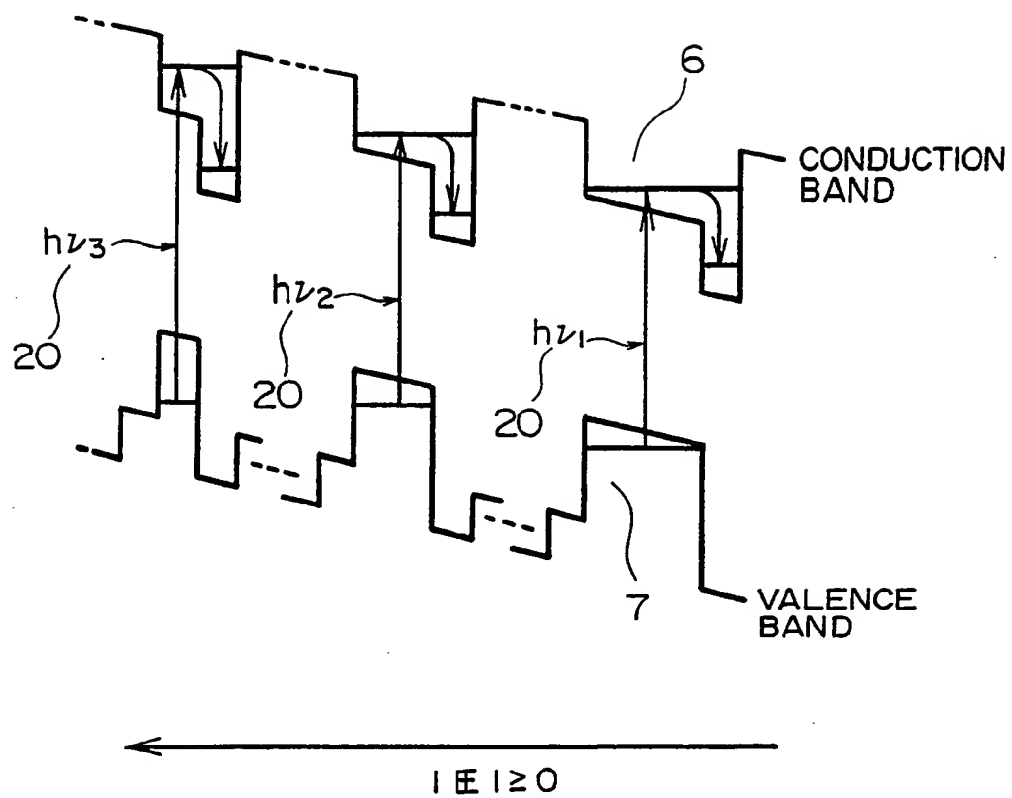 6
CONDUCTION
BAND
hν3
20
hν2
20
hν1
20
7
VALENCE
BAND
|E|≥0